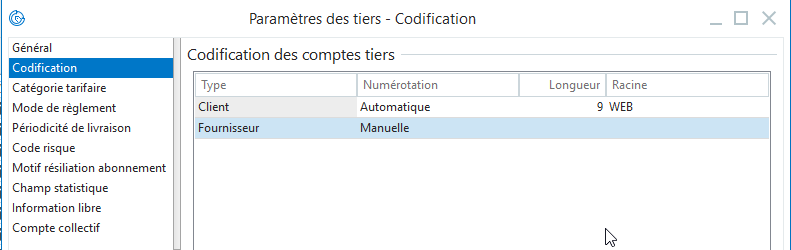 Paramètres des tiers - Codification
Général
Codification
Catégorie tarifaire
Mode de règlement
Périodicité de livraison
Code risque
Motif résiliation abonnement
Champ statistique
Information libre
Compte collectif
Codification des comptes tiers
Type Numérotation Longueur Racine
Client Automatique 9 WEB
Fournisseur Manuelle